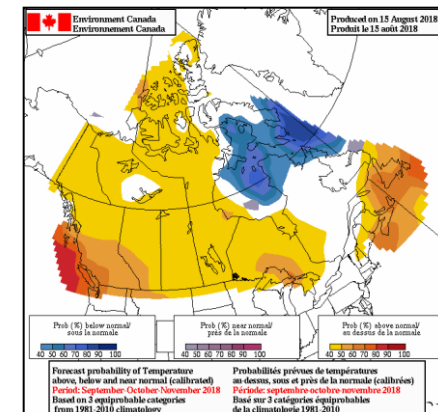 Environment Canada
Environnement Canada
Produced on 15 August 2018
Produit le 15 août 2018
Prob (%) below normal/
sous la normale
40 50 60 70 80 90 100
Prob (%) near normal/
près de la normale
40 50 60 70 80 90 100
Prob (%) above normal/
au dessus de la normale
40 50 60 70 80 90 100
Forecast probability of Temperature
above, below and near normal (calibrated)
Period: September-October-November 2018
Based on 3 equiprobable categories
from 1981-2010 climatology
Probabilités prévues de températures
au-dessus, sous et près de la normale (calibrées)
Période: septembre-octobre-novembre 2018
Basé sur 3 catégories équiprobables
de la climatologie 1981-2010